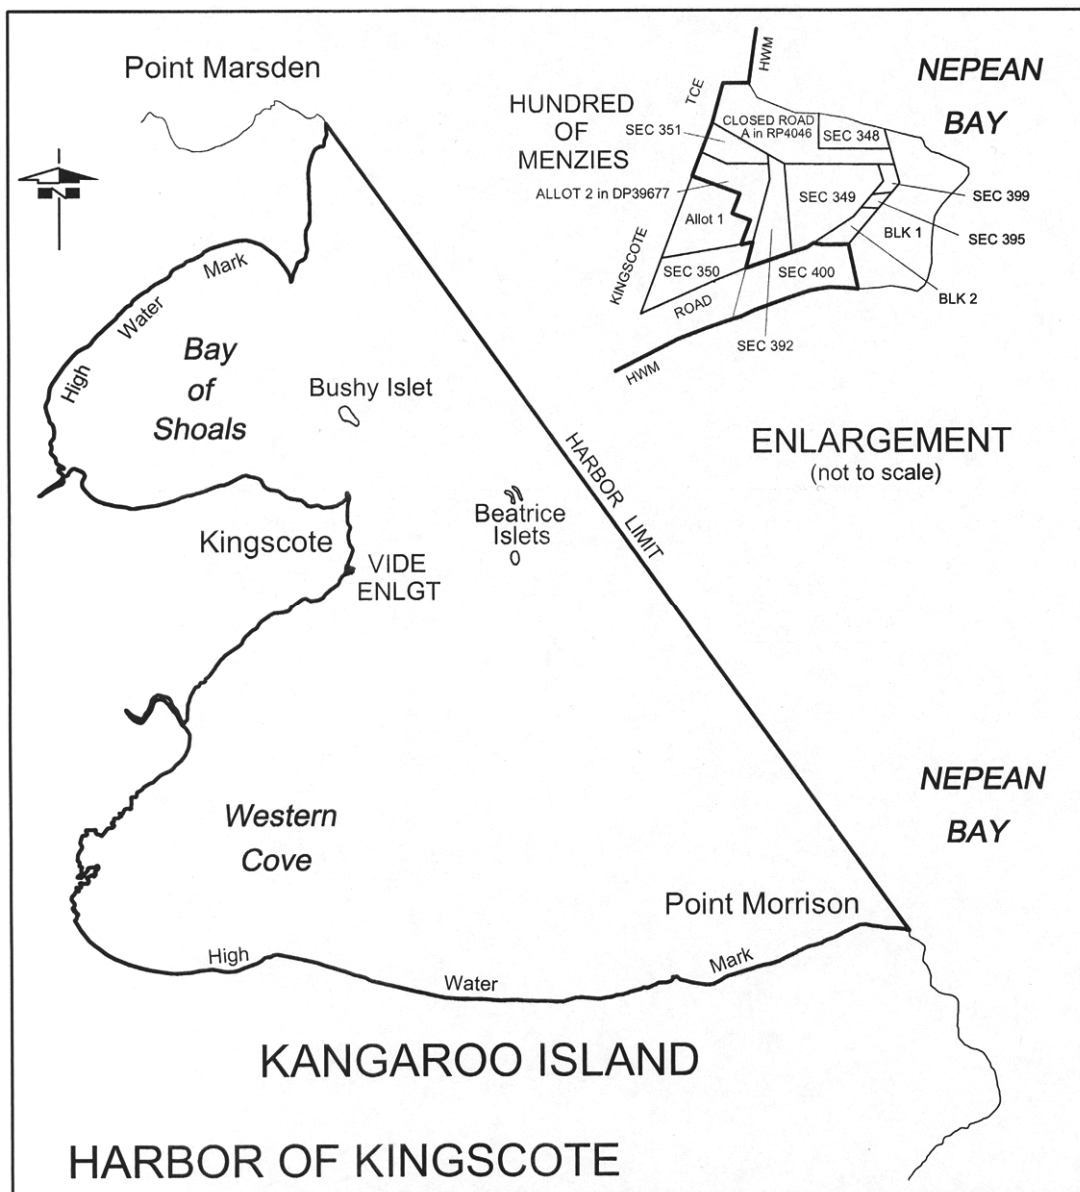 Point Marsden
NEPEAN
BAY
HUNDRED
OF
MENZIES
HWM
TCE
SEC 351
CLOSED ROAD
A in RP4046
SEC 348
ALLOT 2 in DP39677
SEC 349
SEC 399
Allot 1
BLK 1
SEC 395
KINGSCOTE
SEC 350
SEC 400
ROAD
BLK 2
SEC 392
HWM
ENLARGEMENT
(not to scale)
High Water Mark
Bay
of
Shoals
Bushy Islet
HARBOR LIMIT
Beatrice
Islets
Kingscote
VIDE
ENLGT
NEPEAN
BAY
Western
Cove
Point Morrison
High Water Mark
KANGAROO ISLAND
HARBOR OF KINGSCOTE